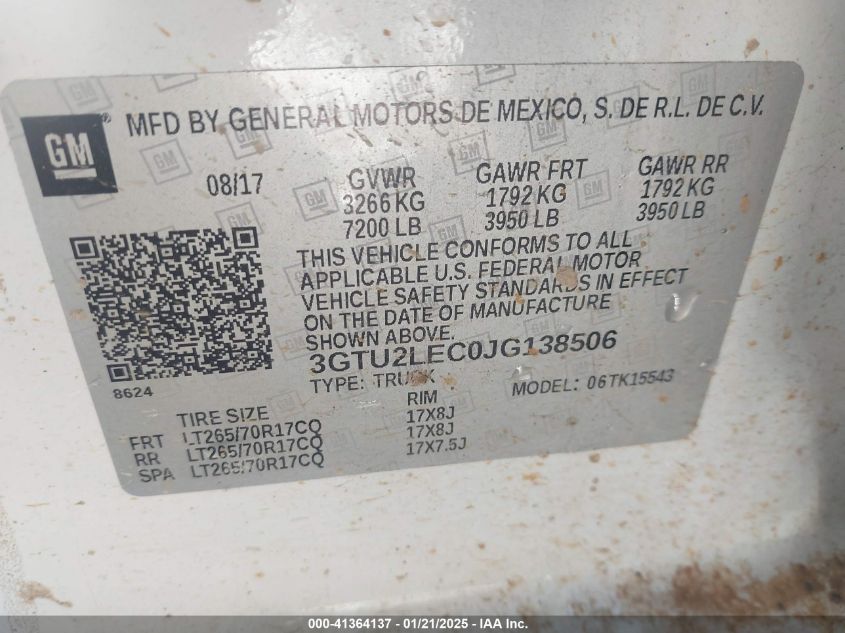 GM
MFD BY GENERAL MOTORS DE MEXICO, S. DE R.L. DE C.V.
08/17
GVWR
3266 KG
7200 LB
GAWR FRT
1792 KG
3950 LB
GAWR RR
1792 KG
3950 LB
THIS VEHICLE CONFORMS TO ALL
APPLICABLE U.S. FEDERAL MOTOR
VEHICLE SAFETY STANDARDS IN EFFECT
ON THE DATE OF MANUFACTURE
SHOWN ABOVE.
3GTU2LEC0JG138506
8624
TYPE: TRUCK
MODEL: 06TK15543
TIRE SIZE RIM
FRT LT265/70R17CQ 17X8J
RR LT265/70R17CQ 17X8J
SPA LT265/70R17CQ 17X7.5J
000-41364137 — 01/21/2025 — IAA Inc.